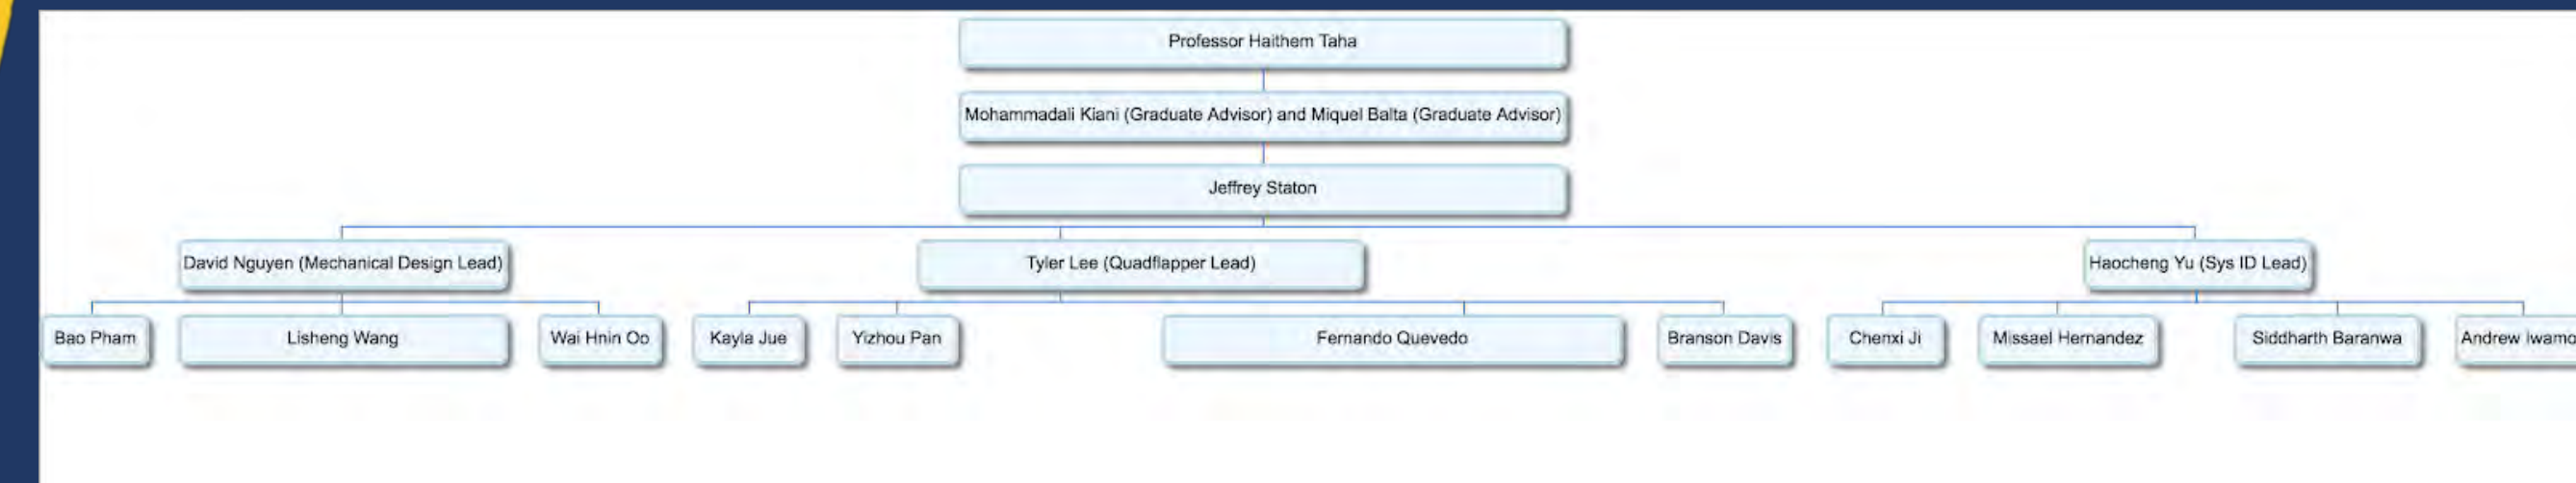 Professor Haithem Taha
Mohammadali Kiani (Graduate Advisor) and Miquel Balta (Graduate Advisor)
Jeffrey Staton
David Nguyen (Mechanical Design Lead)
Tyler Lee (Quadflapper Lead)
Haocheng Yu (Sys ID Lead)
Bao Pham
Lisheng Wang
Wai Hnin Oo
Kayla Jue
Yizhou Pan
Fernando Quevedo
Branson Davis
Chenxi Ji
Missael Hernandez
Siddharth Baranwa
Andrew